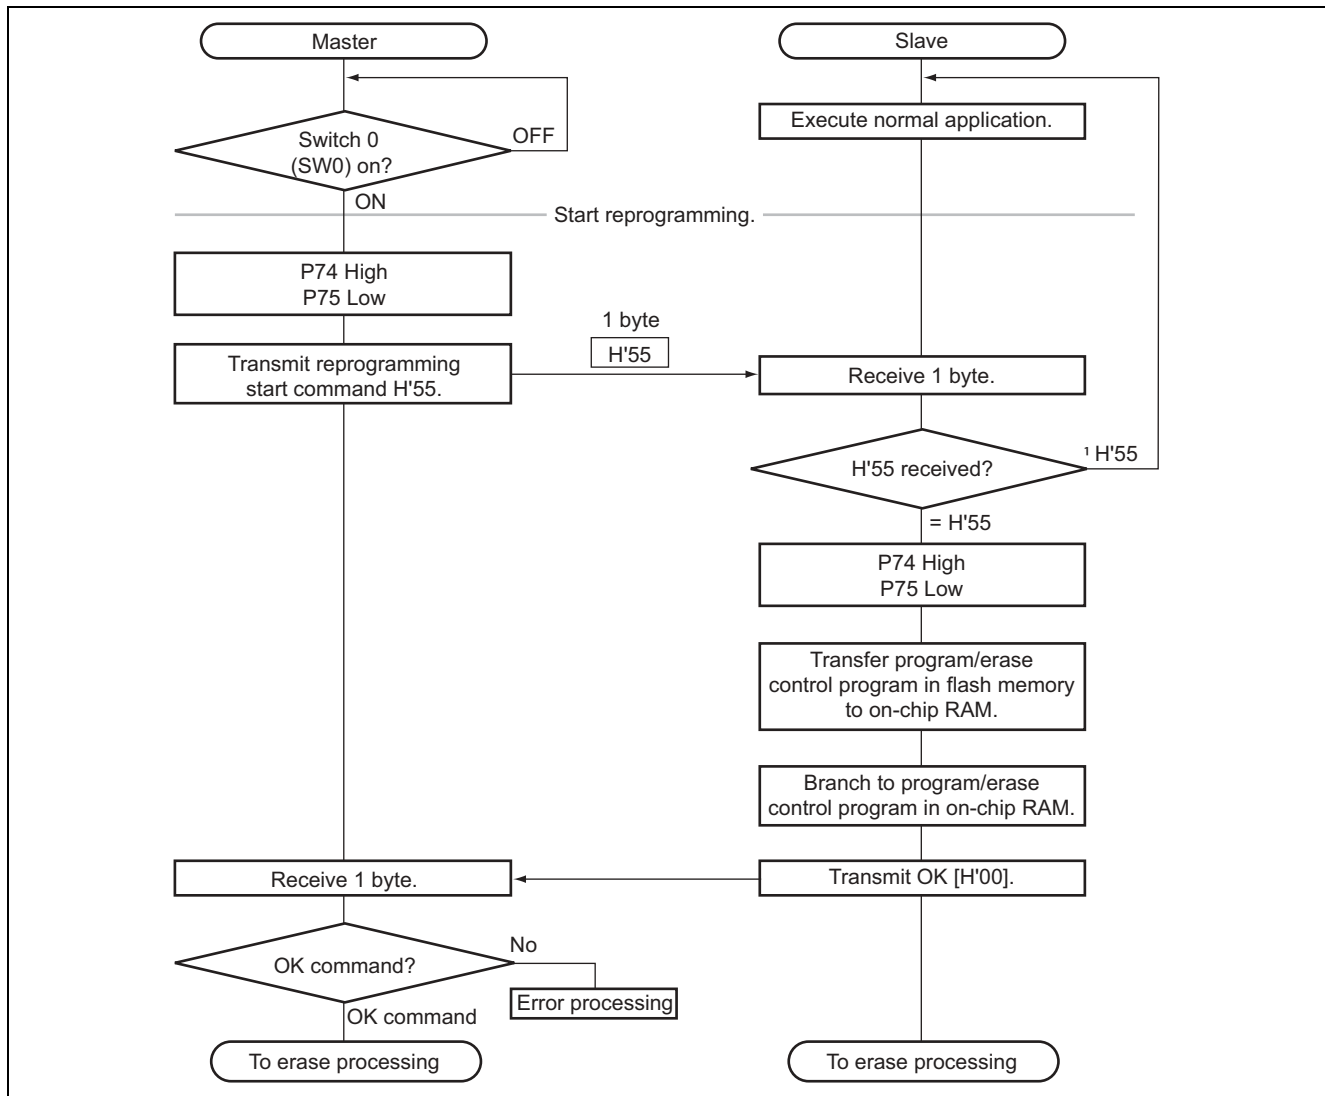 Master
Switch 0
(SW0) on?
OFF
ON
Slave
Execute normal application.
Start reprogramming.
P74 High
P75 Low
Transmit reprogramming
start command H'55.
1 byte
H'55
Receive 1 byte.
H'55 received?
¹ H'55
= H'55
P74 High
P75 Low
Transfer program/erase
control program in flash memory
to on-chip RAM.
Branch to program/erase
control program in on-chip RAM.
Transmit OK [H'00].
Receive 1 byte.
OK command?
No
Error processing
OK command
To erase processing
To erase processing